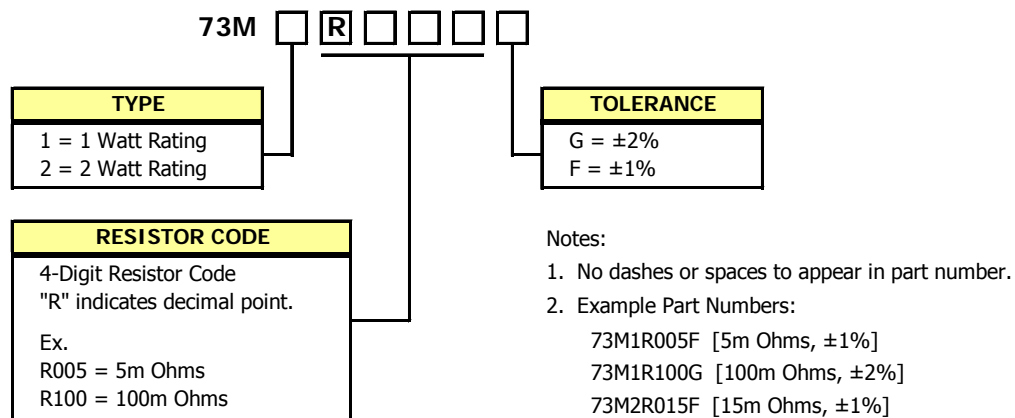 73M R
TYPE
1 = 1 Watt Rating
2 = 2 Watt Rating
TOLERANCE
G = ±2%
F = ±1%
RESISTOR CODE
4-Digit Resistor Code
"R" indicates decimal point.
Ex.
R005 = 5m Ohms
R100 = 100m Ohms
Notes:
1. No dashes or spaces to appear in part number.
2. Example Part Numbers:
73M1R005F [5m Ohms, ±1%]
73M1R100G [100m Ohms, ±2%]
73M2R015F [15m Ohms, ±1%]